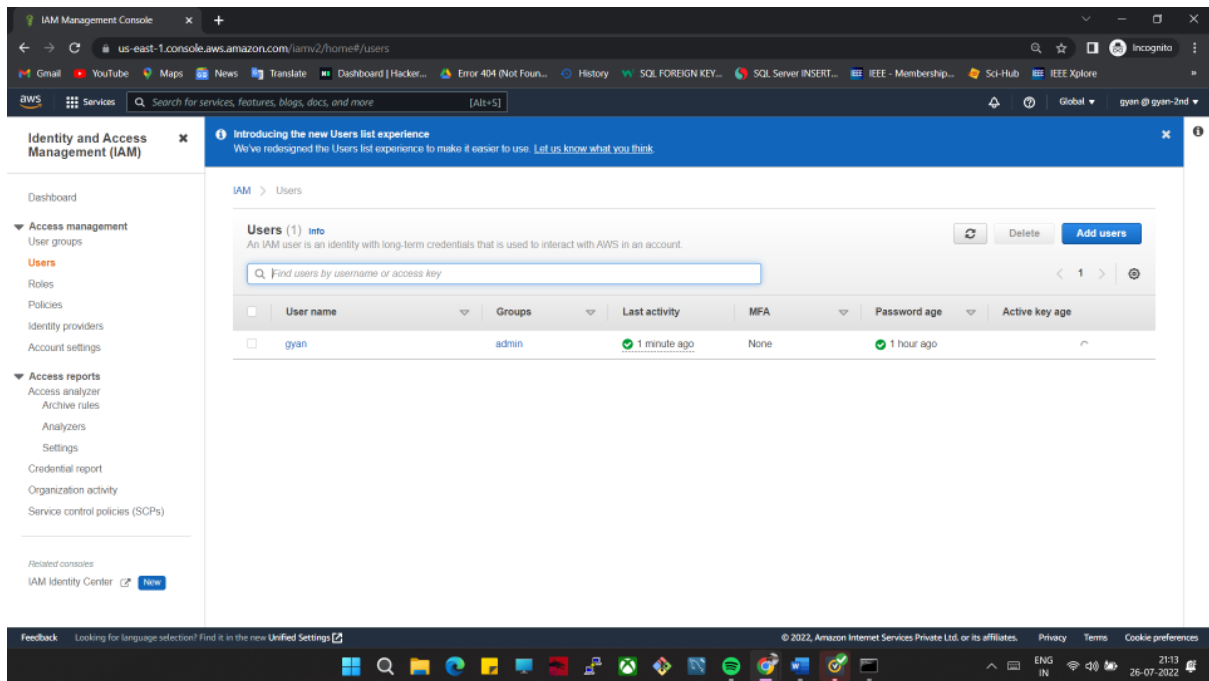 IAM Management Console
us-east-1.console.aws.amazon.com/iamv2/home#/users
Incognito
Gmail YouTube Maps News Translate Dashboard | Hacker... Error 404 (Not Foun... History SQL FOREIGN KEY... SQL Server INSERT... IEEE - Membership... Sci-Hub IEEE Xplore »
aws Services Search for services, features, blogs, docs, and more [Alt+S] Global gyan @ gyan-2nd
Identity and Access
Management (IAM)
Dashboard
Access management
User groups
Users
Roles
Policies
Identity providers
Account settings
Access reports
Access analyzer
Archive rules
Analyzers
Settings
Credential report
Organization activity
Service control policies (SCPs)
Related consoles
IAM Identity Center New
Introducing the new Users list experience
We've redesigned the Users list experience to make it easier to use. Let us know what you think.
IAM > Users
Users (1) Info
An IAM user is an identity with long-term credentials that is used to interact with AWS in an account.
Delete Add users
Find users by username or access key
< 1 >
User name Groups Last activity MFA Password age Active key age
gyan admin 1 minute ago None 1 hour ago
Feedback Looking for language selection? Find it in the new Unified Settings © 2022, Amazon Internet Services Private Ltd. or its affiliates. Privacy Terms Cookie preferences
ENG
IN
21:13
26-07-2022